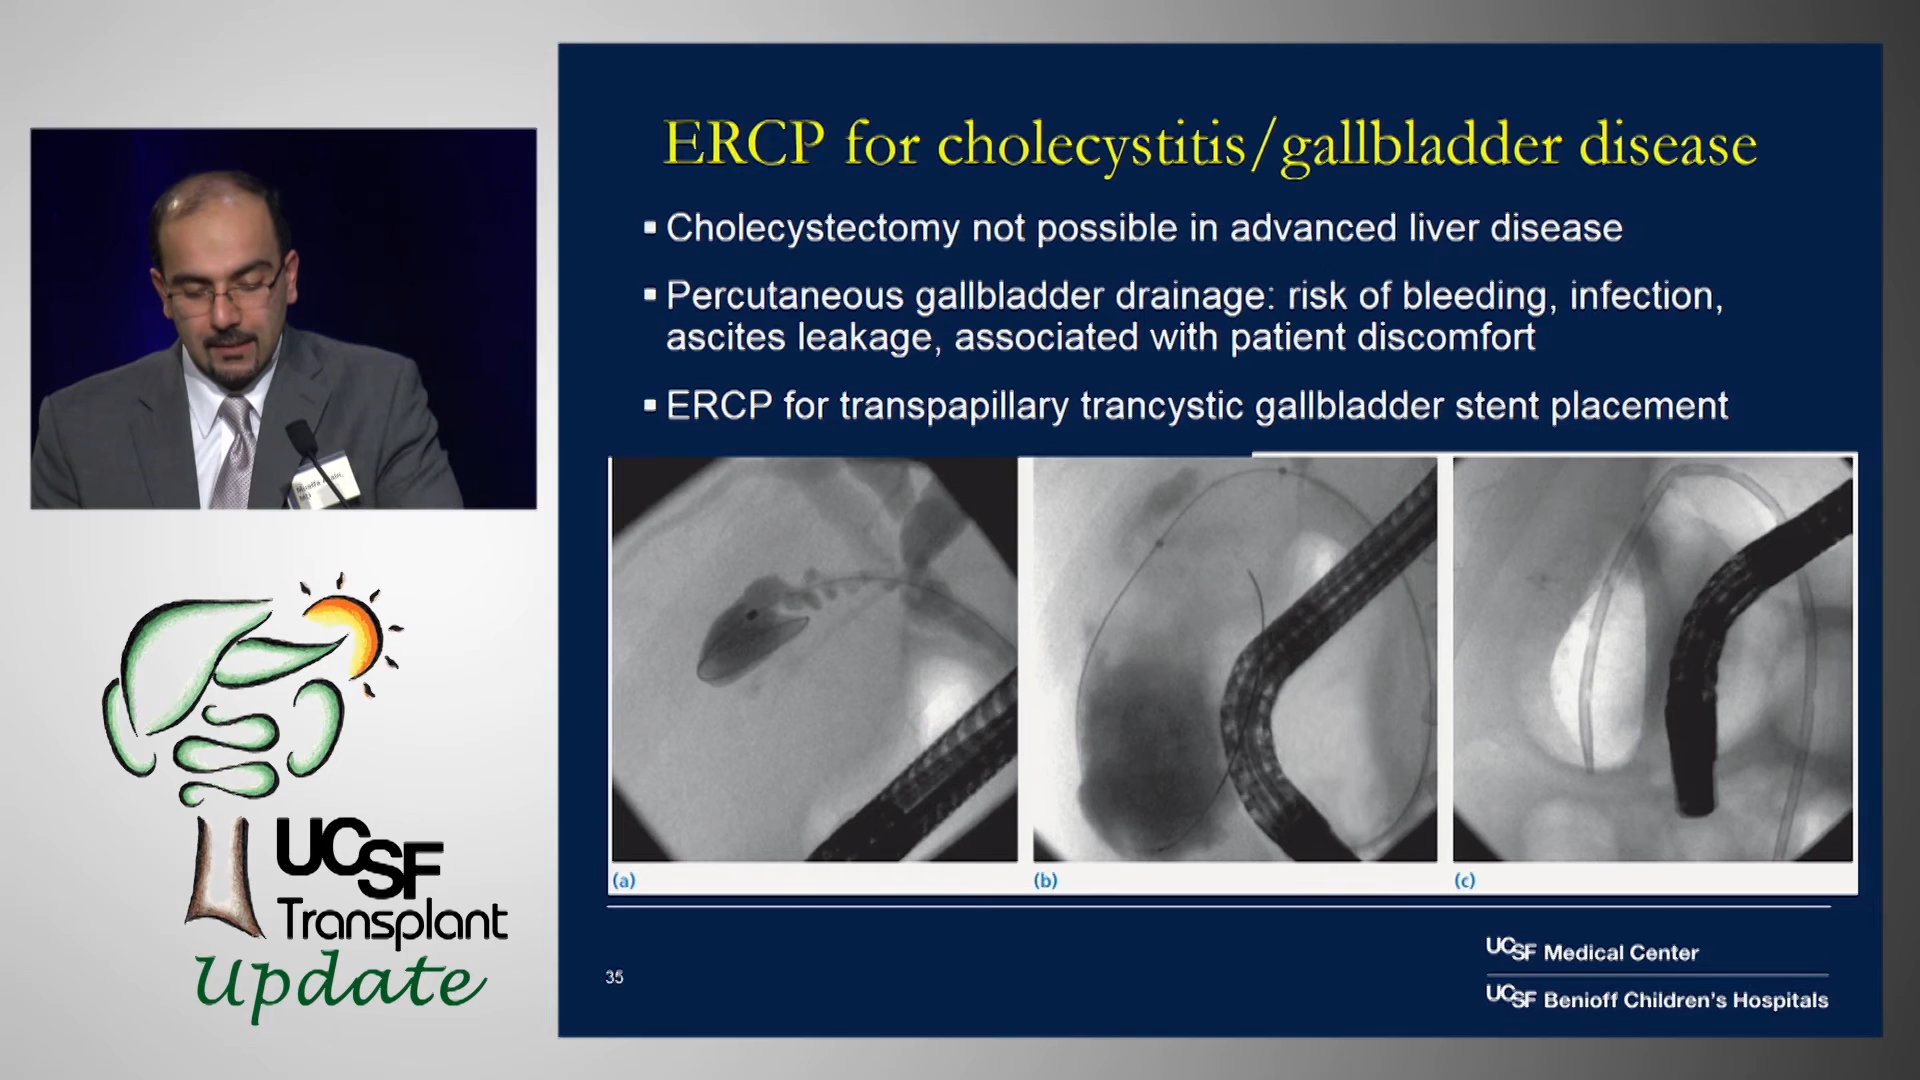 ERCP for cholecystitis/gallbladder disease
▪ Cholecystectomy not possible in advanced liver disease
▪ Percutaneous gallbladder drainage: risk of bleeding, infection,
ascites leakage, associated with patient discomfort
▪ ERCP for transpapillary trancystic gallbladder stent placement
(a) (b) (c)
35
UCSF Medical Center
UCSF Benioff Children's Hospitals
UCSF
Transplant
Update
MD